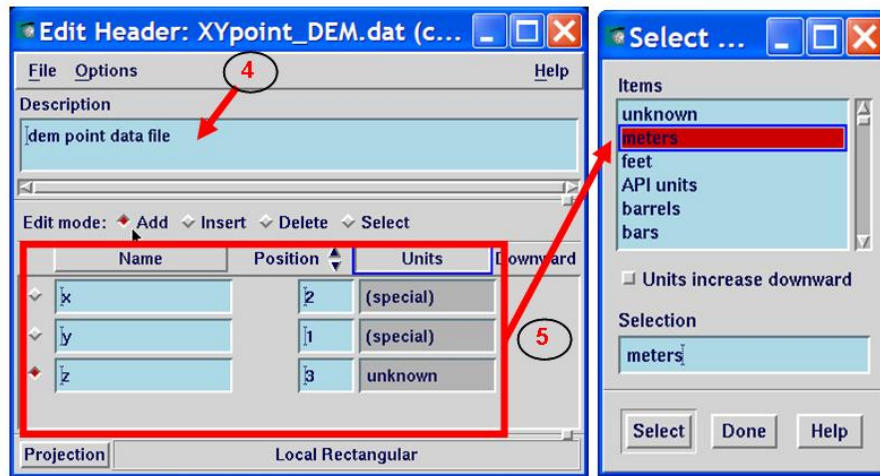 Edit Header: XYpoint_DEM.dat (c...
File Options Help
4
Description
dem point data file
Edit mode: Add Insert Delete Select
Name Position Units Downward
x 2 (special)
y 1 (special)
z 3 unknown
5
Projection Local Rectangular
Select ...
Items
unknown
meters
feet
API units
barrels
bars
Units increase downward
Selection
meters
Select Done Help